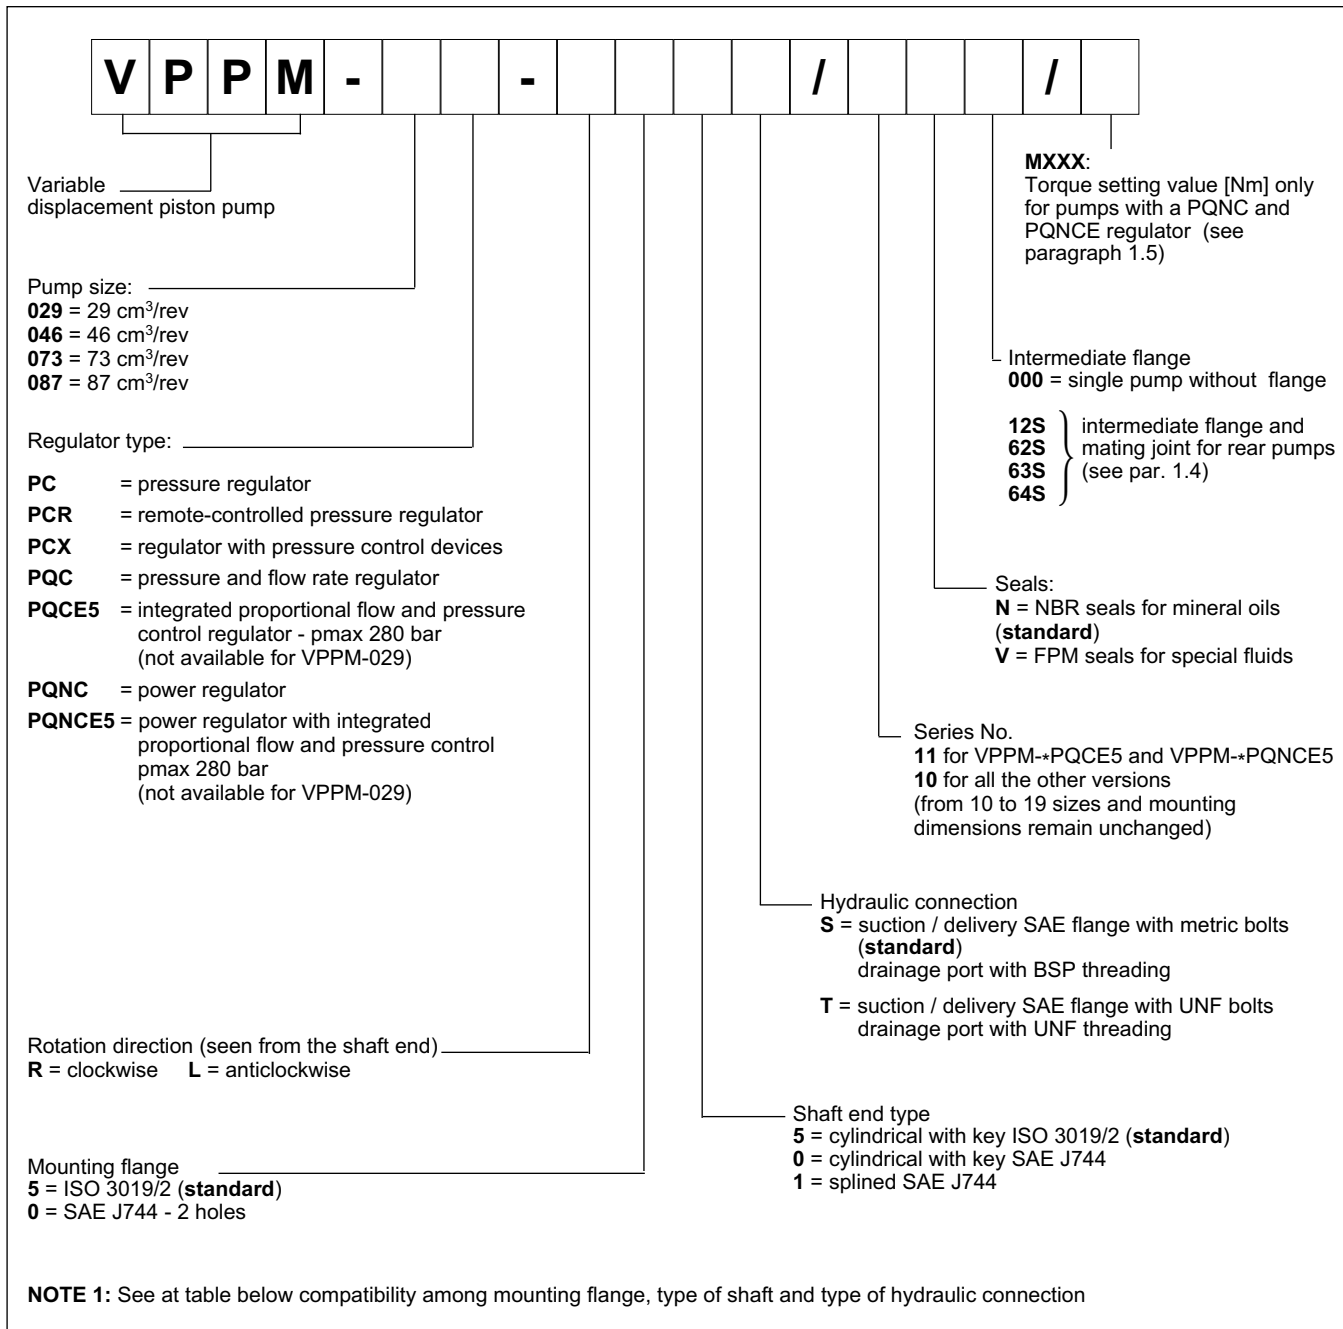 VPPM- - / /
Variable
displacement piston pump
Pump size:
029 = 29 cm³/rev
046 = 46 cm³/rev
073 = 73 cm³/rev
087 = 87 cm³/rev
Regulator type:
PC = pressure regulator
PCR = remote-controlled pressure regulator
PCX = regulator with pressure control devices
PQC = pressure and flow rate regulator
PQCE5 = integrated proportional flow and pressure
control regulator - pmax 280 bar
(not available for VPPM-029)
PQNC = power regulator
PQNCE5 = power regulator with integrated
proportional flow and pressure control
pmax 280 bar
(not available for VPPM-029)
Rotation direction (seen from the shaft end)
R = clockwise L = anticlockwise
Mounting flange
5 = ISO 3019/2 (standard)
0 = SAE J744 - 2 holes
MXXX:
Torque setting value [Nm] only
for pumps with a PQNC and
PQNCE regulator (see
paragraph 1.5)
Intermediate flange
000 = single pump without flange
12S
62S
63S
64S
intermediate flange and
mating joint for rear pumps
(see par. 1.4)
Seals:
N = NBR seals for mineral oils
(standard)
V = FPM seals for special fluids
Series No.
11 for VPPM-*PQCE5 and VPPM-*PQNCE5
10 for all the other versions
(from 10 to 19 sizes and mounting
dimensions remain unchanged)
Hydraulic connection
S = suction / delivery SAE flange with metric bolts
(standard)
drainage port with BSP threading
T = suction / delivery SAE flange with UNF bolts
drainage port with UNF threading
Shaft end type
5 = cylindrical with key ISO 3019/2 (standard)
0 = cylindrical with key SAE J744
1 = splined SAE J744
NOTE 1: See at table below compatibility among mounting flange, type of shaft and type of hydraulic connection